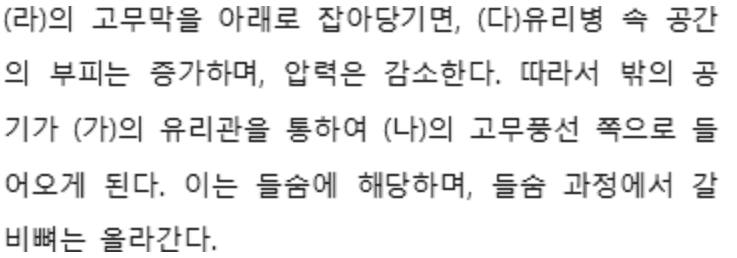 (라)의 고무막을 아래로 잡아당기면, (다)유리병 속 공간
의 부피는 증가하며, 압력은 감소한다. 따라서 밖의 공
기가 (가)의 유리관을 통하여 (나)의 고무풍선 쪽으로 들
어오게 된다. 이는 들숨에 해당하며, 들숨 과정에서 갈
비뼈는 올라간다.